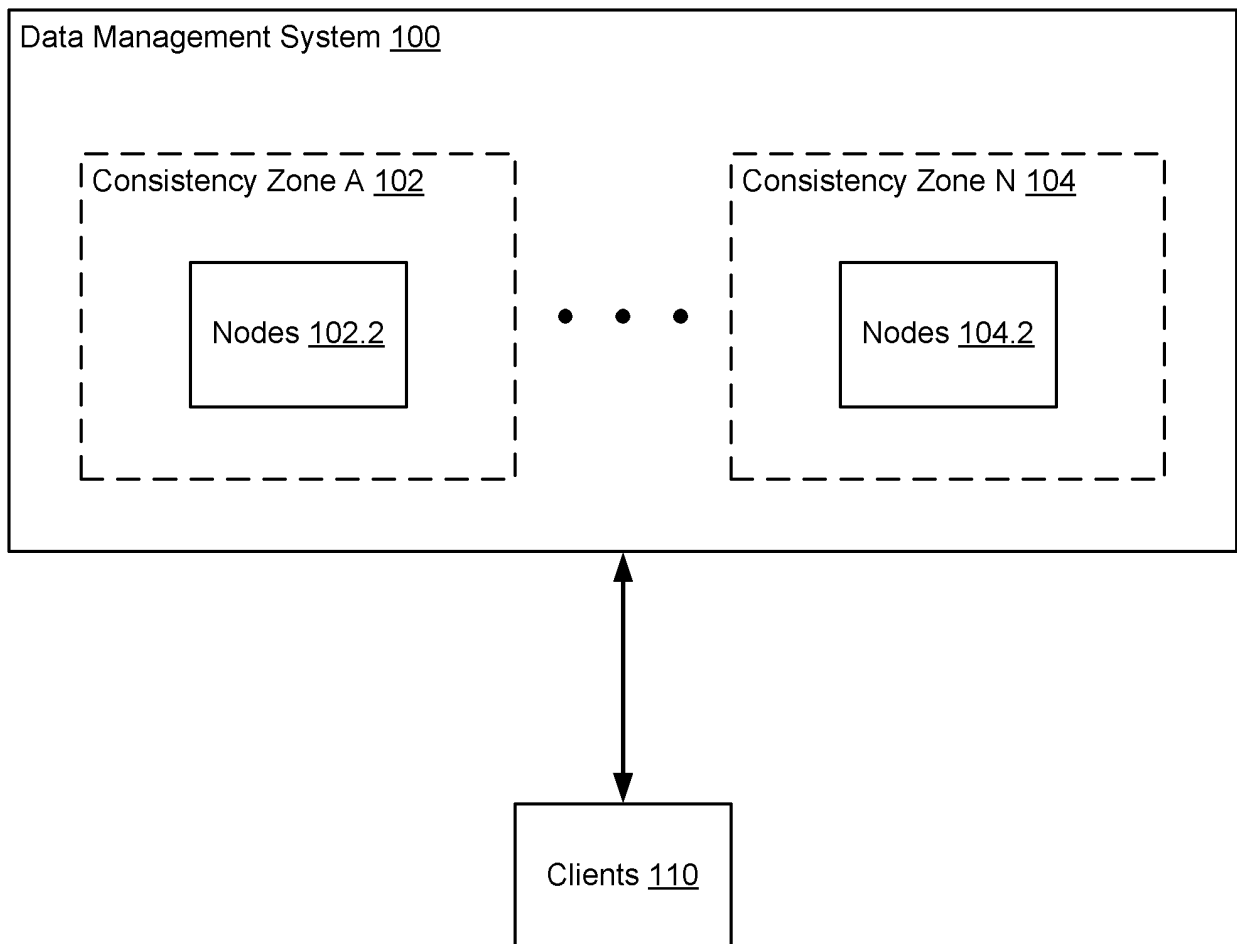 Data Management System 100
Consistency Zone A 102
Consistency Zone N 104
Nodes 102.2
Nodes 104.2
Clients 110